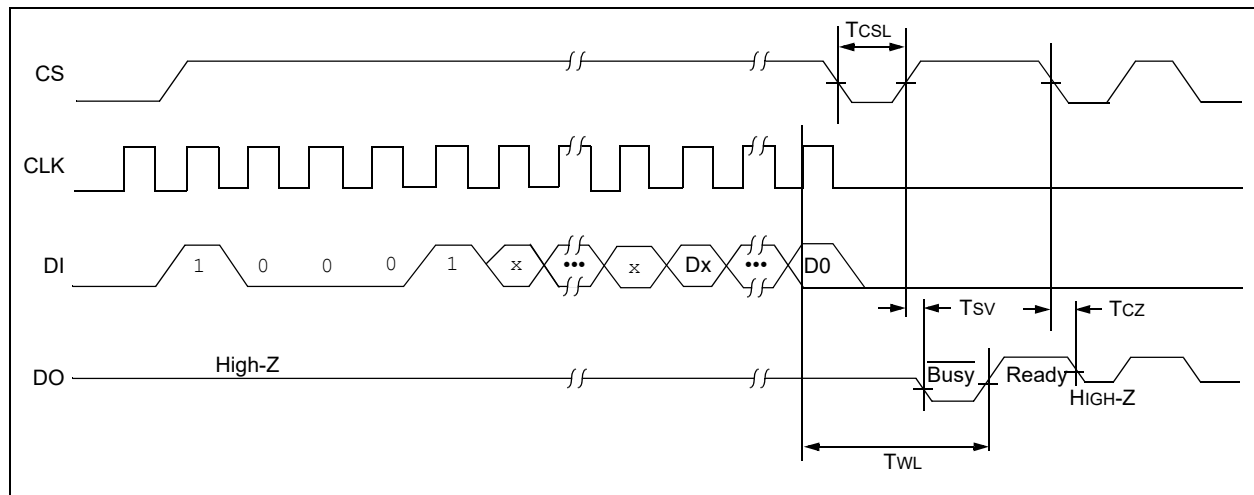 TCSL
CS
CLK
DI 1 0 0 0 1 x ••• x Dx ••• D0
TSV TCZ
High-Z
DO Busy Ready
HIGH-Z
TWL